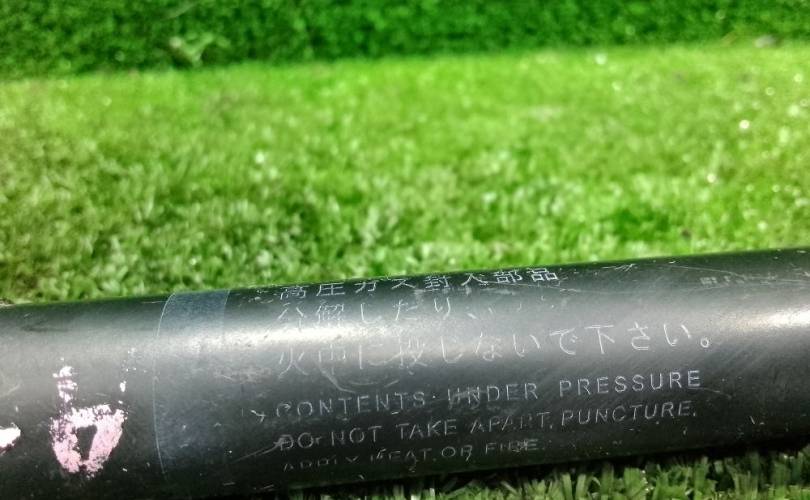 高圧ガス封入部品
分解したり、
火中に投じないで下さい。
CONTENTS UNDER PRESSURE
DO NOT TAKE APART, PUNCTURE,
APPLY HEAT OR FIRE